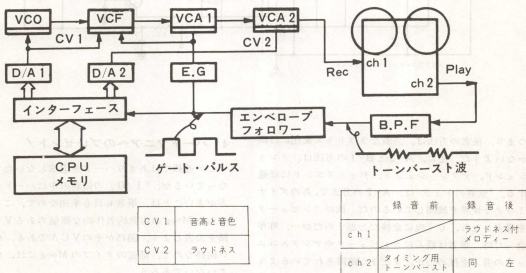 VCO
VCF
VCA 1
VCA 2
CV 1
CV 2
D/A 1
D/A 2
E.G
Rec
ch 1
ch 2
Play
インターフェース
エンベロープ
フォロワー
B.P.F
CPU
メモリ
ゲート・パルス
トーンバースト波
CV 1 音高と音色
CV 2 ラウドネス
録音前 録音後
ch 1 ラウドネス付
メロディー
ch 2 タイミング用
トーンバースト 同左